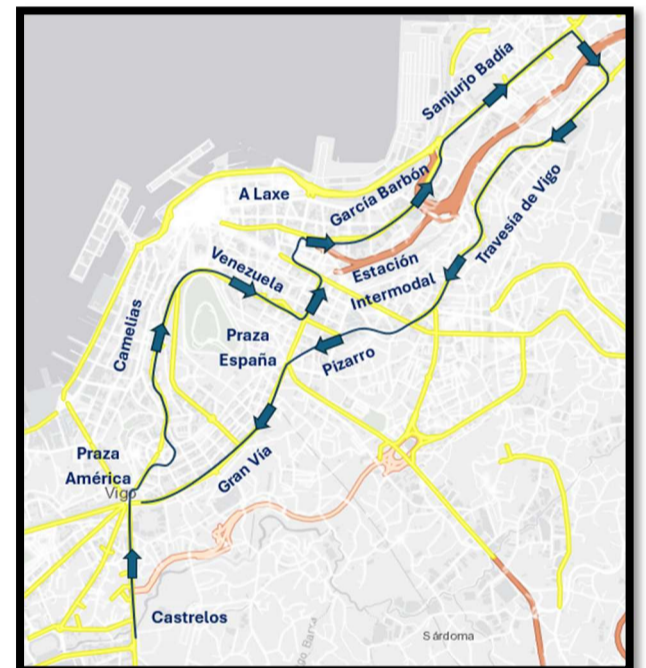 Sanjurjo Badía
A Laxe
García Barbón
Travesía de Vigo
Venezuela
Estación
Intermodal
Camelias
Praza
España
Pizarro
Praza
América
Vigo
Gran Vía
Castrelos
Sárdoma